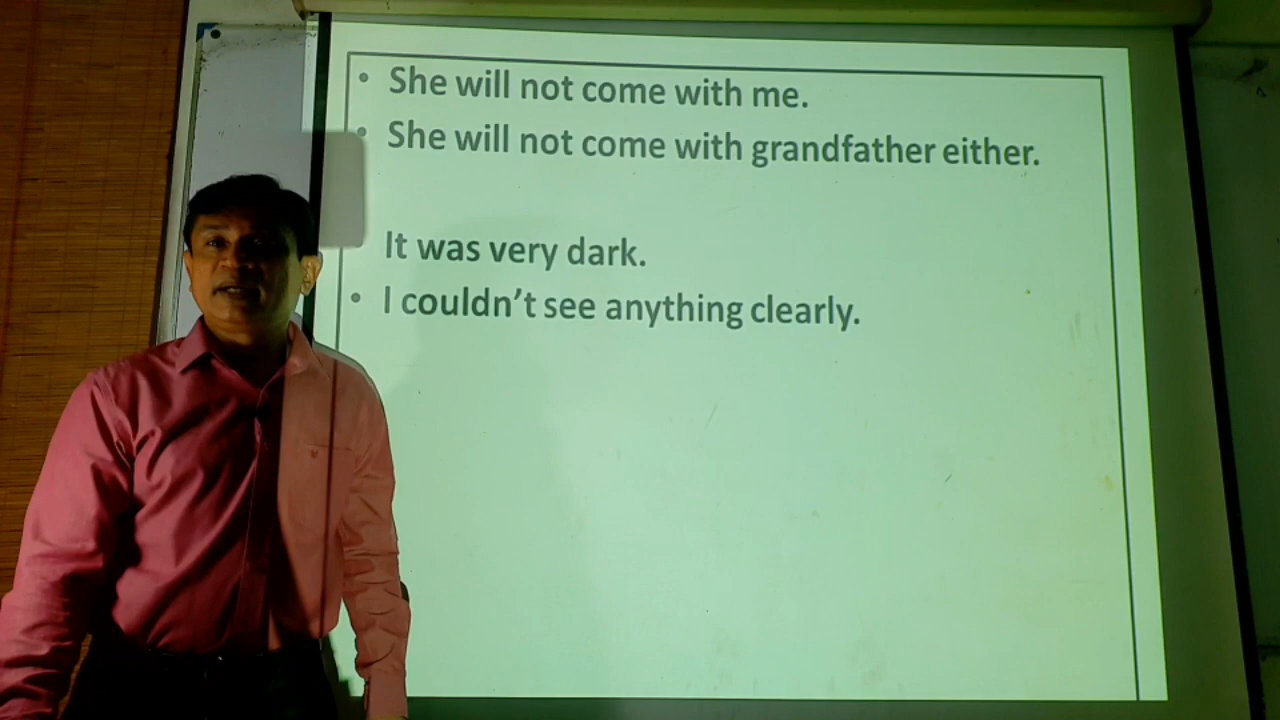 • She will not come with me.
• She will not come with grandfather either.
It was very dark.
• I couldn't see anything clearly.